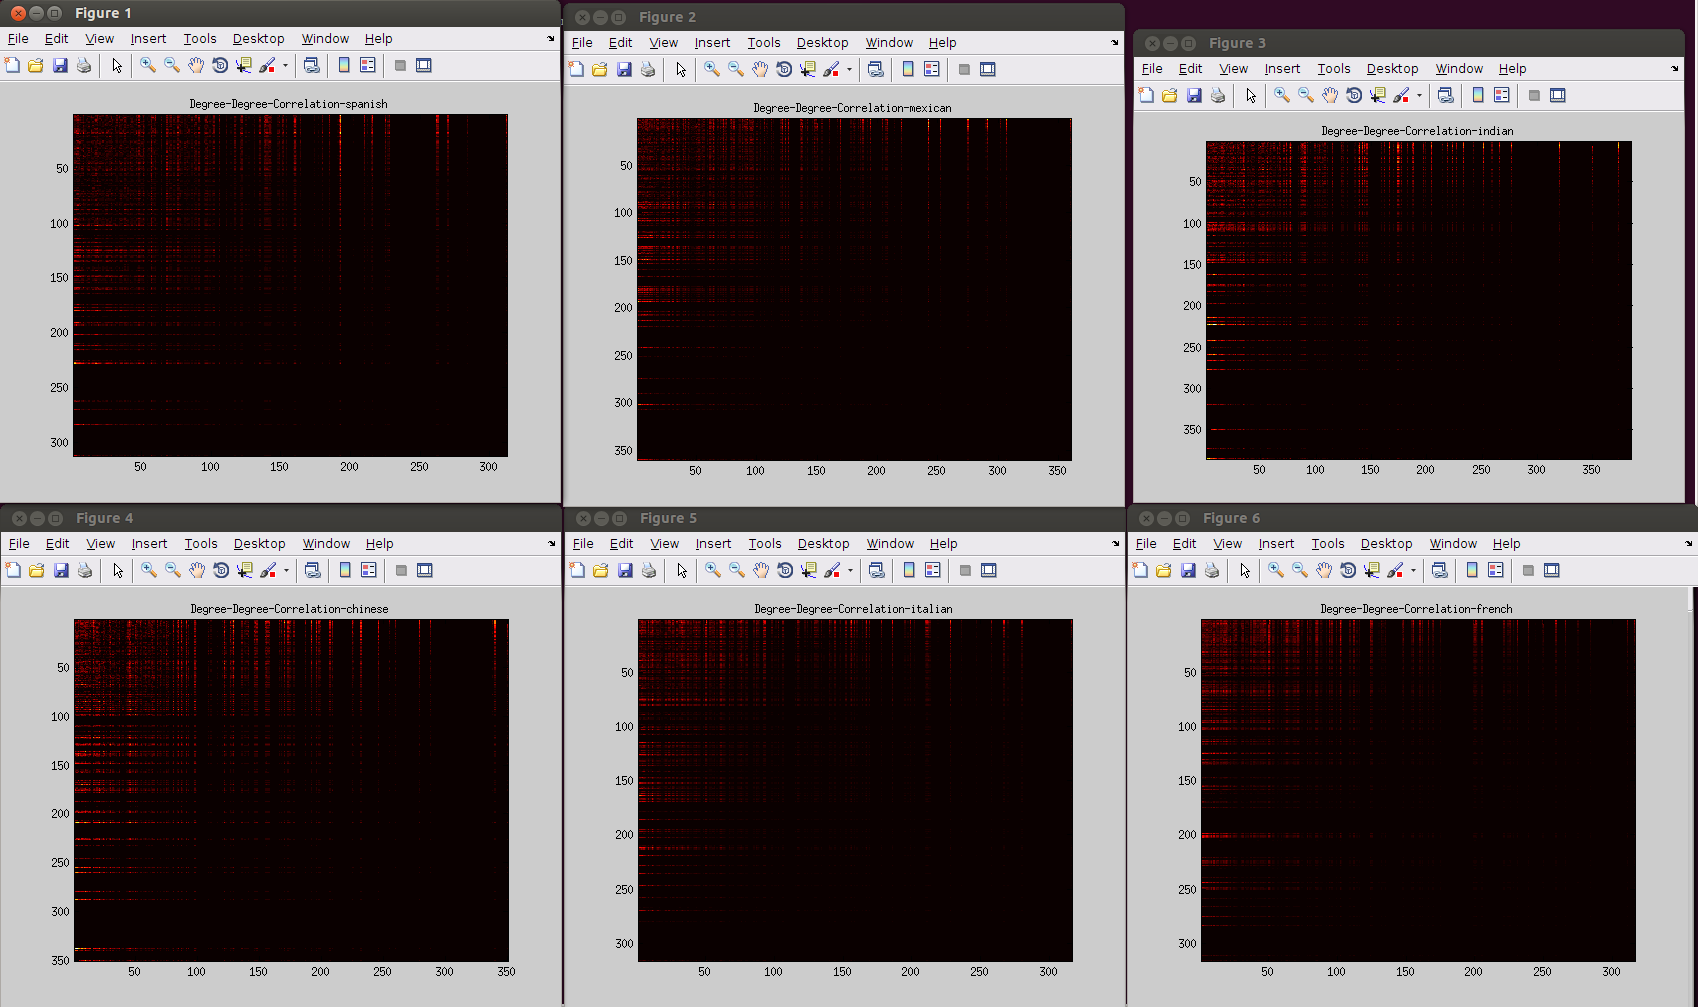 Figure 1
File Edit View Insert Tools Desktop Window Help
Degree-Degree-Correlation-spanish
50
100
150
200
250
300
50 100 150 200 250 300
Figure 2
File Edit View Insert Tools Desktop Window Help
Degree-Degree-Correlation-mexican
50
100
150
200
250
300
350
50 100 150 200 250 300 350
Figure 3
File Edit View Insert Tools Desktop Window Help
Degree-Degree-Correlation-indian
50
100
150
200
250
300
350
50 100 150 200 250 300 350
Figure 4
File Edit View Insert Tools Desktop Window Help
Degree-Degree-Correlation-chinese
50
100
150
200
250
300
350
50 100 150 200 250 300 350
Figure 5
File Edit View Insert Tools Desktop Window Help
Degree-Degree-Correlation-italian
50
100
150
200
250
300
50 100 150 200 250 300
Figure 6
File Edit View Insert Tools Desktop Window Help
Degree-Degree-Correlation-french
50
100
150
200
250
300
50 100 150 200 250 300